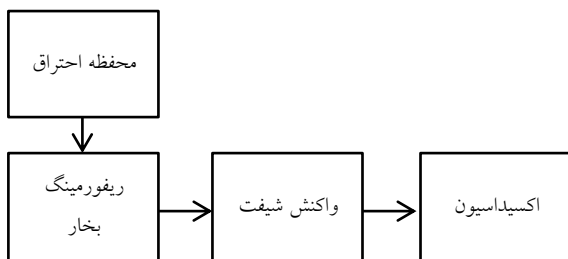 محفظه احتراق
ریفورمینگ
بخار
واکنش شیفت
اکسیداسیون